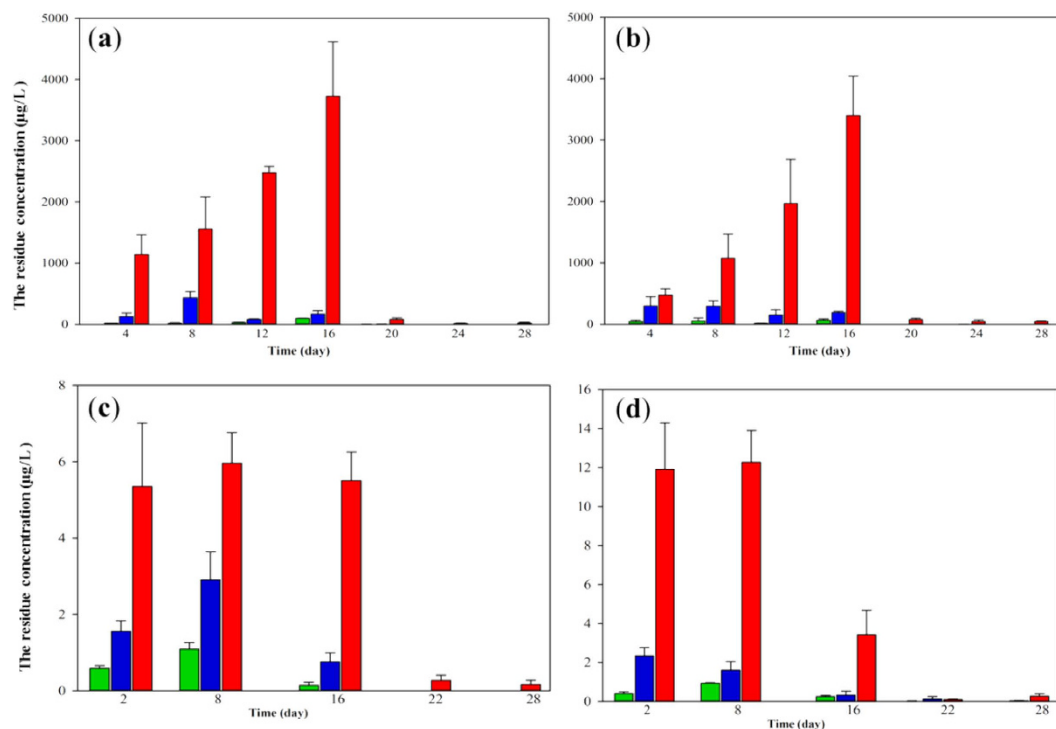 (a)
The residue concentration (µg/L)
5000
4000
3000
2000
1000
0
4 8 12 16 20 24 28
Time (day)
(b)
5000
4000
3000
2000
1000
0
4 8 12 16 20 24 28
Time (day)
(c)
The residue concentration (µg/L)
8
6
4
2
0
2 8 16 22 28
Time (day)
(d)
16
14
12
10
8
6
4
2
0
2 8 16 22 28
Time (day)